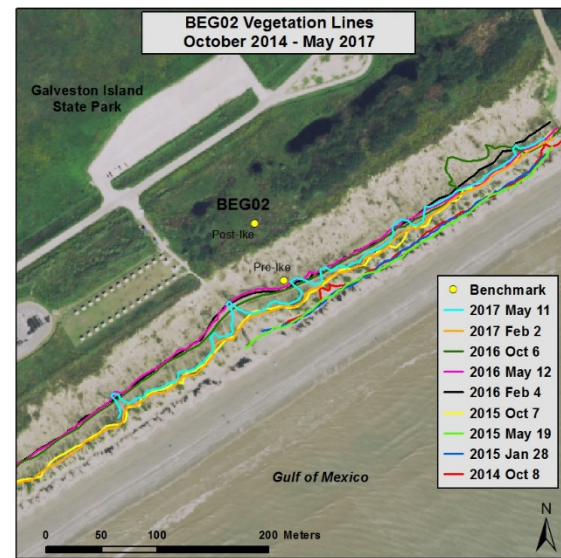 BEG02 Vegetation Lines
October 2014 - May 2017
Galveston Island
State Park
BEG02
Post-Ike
Pre-Ike
Benchmark
2017 May 11
2017 Feb 2
2016 Oct 6
2016 May 12
2016 Feb 4
2015 Oct 7
2015 May 19
2015 Jan 28
2014 Oct 8
Gulf of Mexico
N
0 50 100 200 Meters